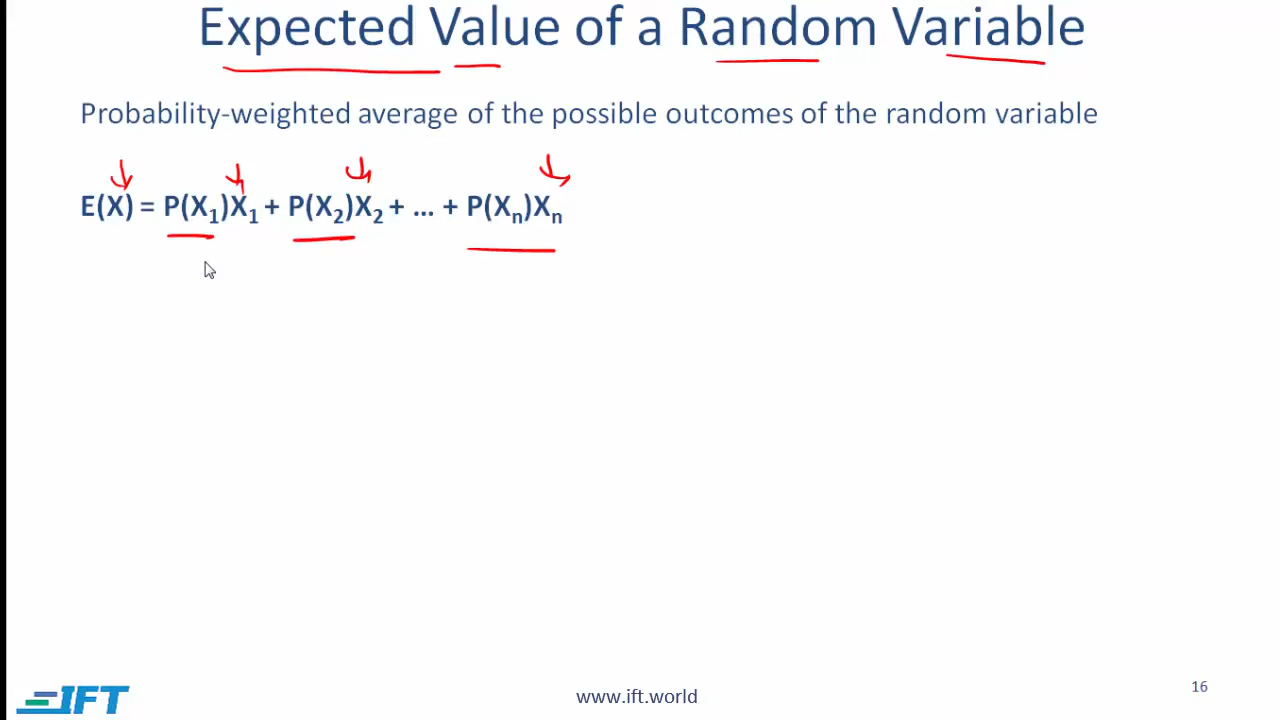 Expected Value of a Random Variable
Probability-weighted average of the possible outcomes of the random variable
E(X) = P(X₁)X₁ + P(X₂)X₂ + ... + P(Xₙ)Xₙ
IFT
www.ift.world
16